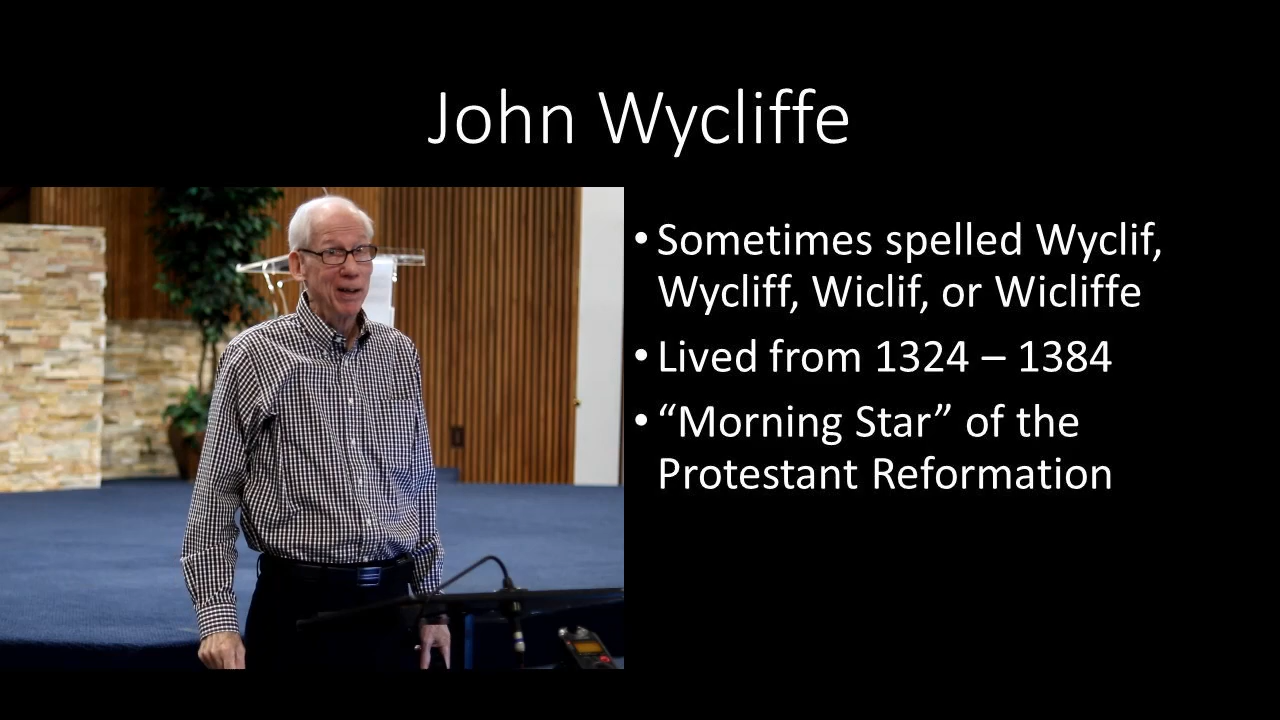 John Wycliffe
• Sometimes spelled Wyclif,
Wycliff, Wiclif, or Wicliffe
• Lived from 1324 – 1384
• “Morning Star” of the
Protestant Reformation